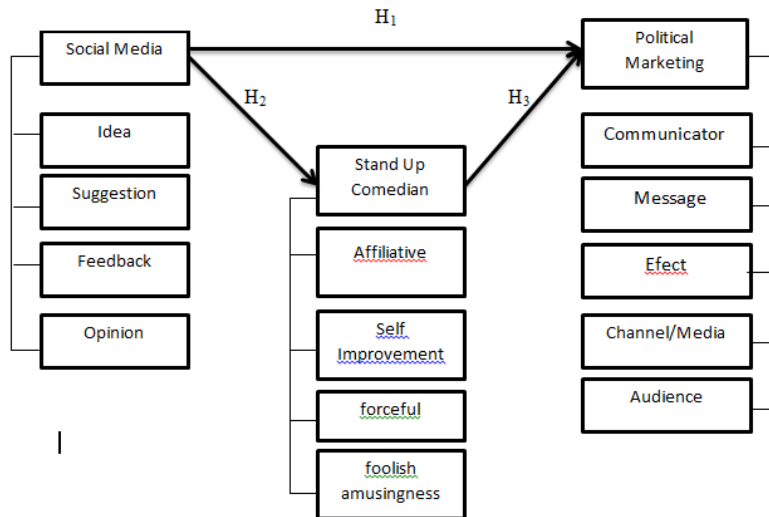 H1
Social Media
Political
Marketing
H2
H3
Idea
Communicator
Stand Up
Comedian
Suggestion
Message
Affiliative
Feedback
Efect
Opinion
Self
Improvement
Channel/Media
forceful
Audience
foolish
amusingness